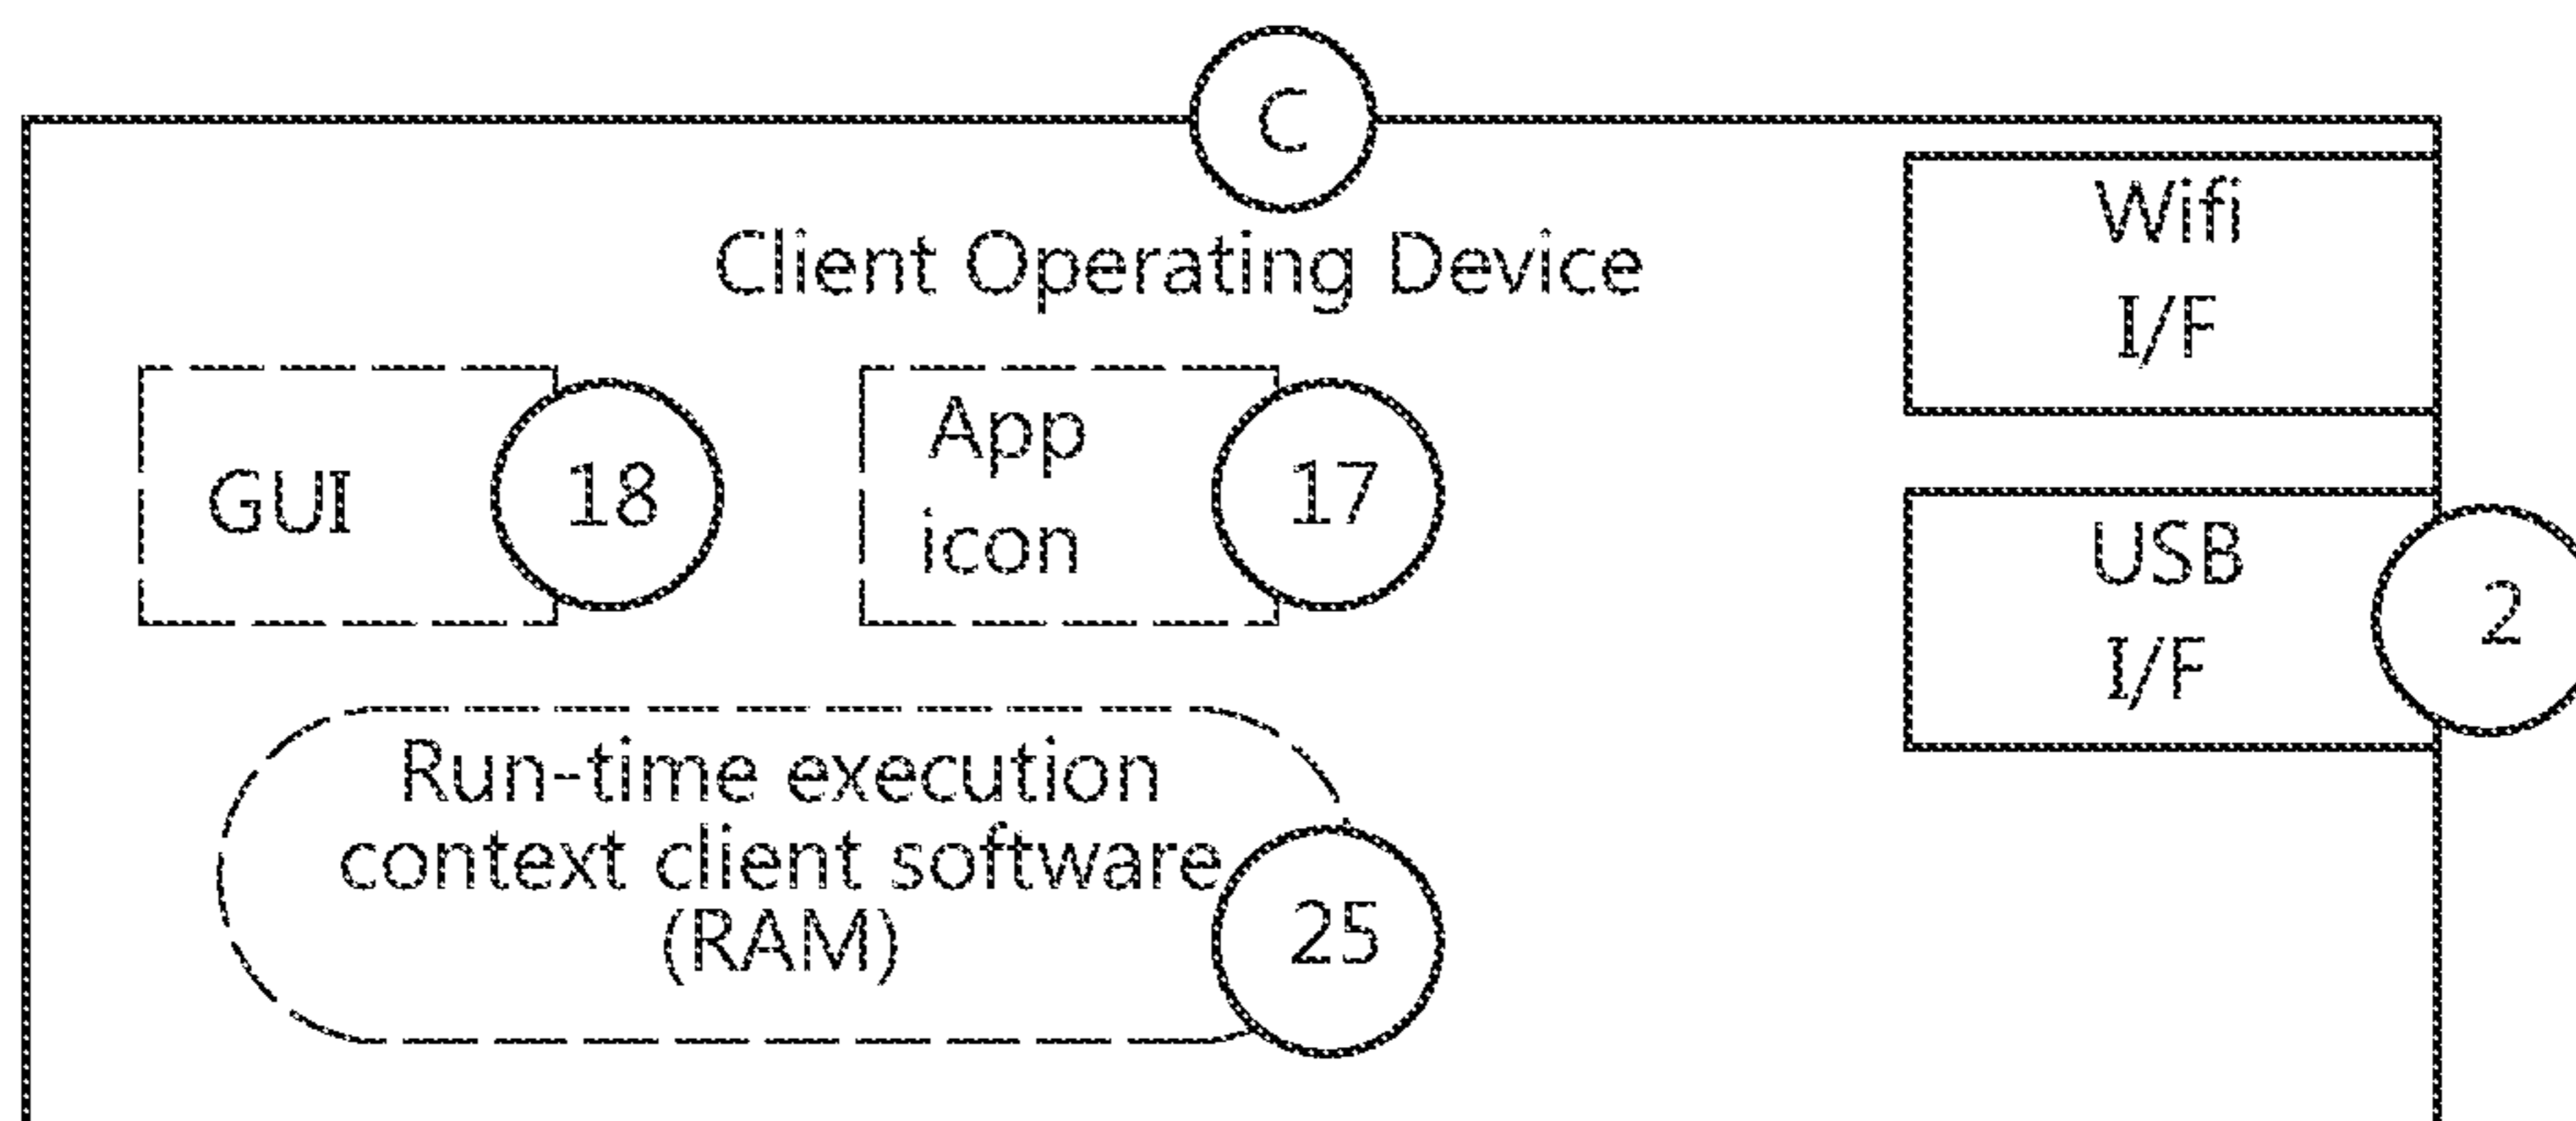 C
Client Operating Device
Wifi
I/F
GUI
18
App
icon
17
USB
I/F
2
Run-time execution
context client software
(RAM)
25